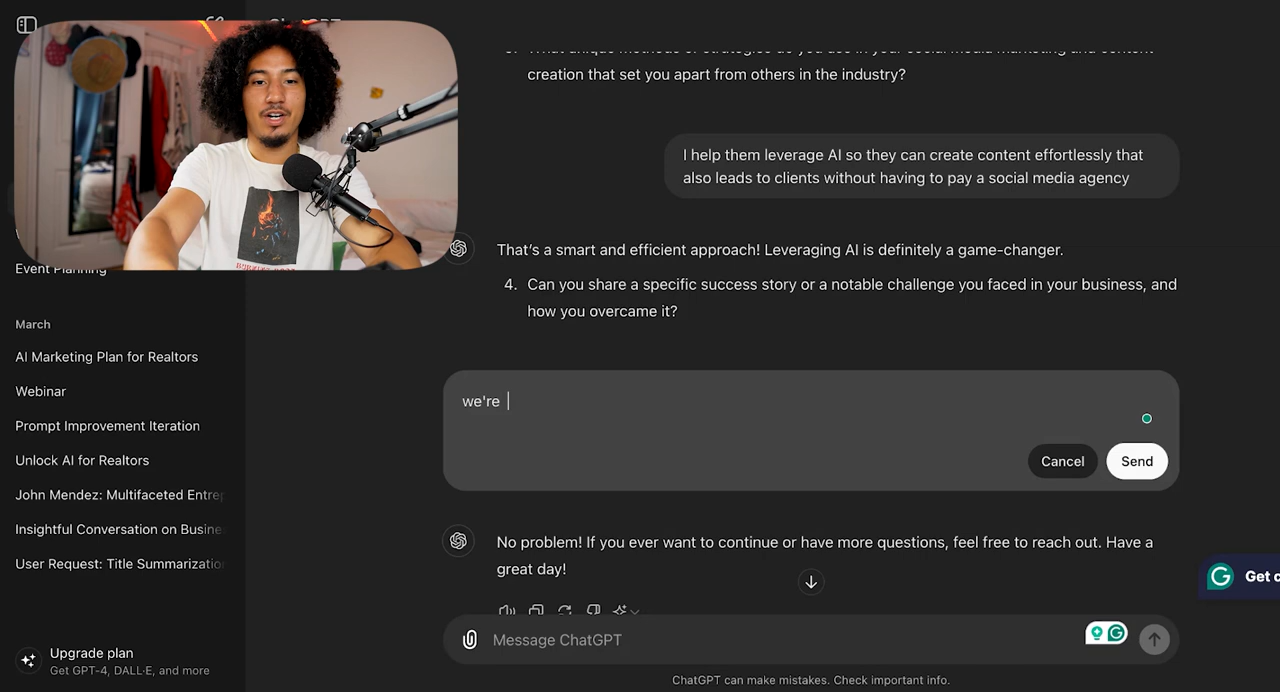 creation that set you apart from others in the industry?
I help them leverage AI so they can create content effortlessly that
also leads to clients without having to pay a social media agency
That's a smart and efficient approach! Leveraging AI is definitely a game-changer.
4. Can you share a specific success story or a notable challenge you faced in your business, and
how you overcame it?
we're
Cancel
Send
No problem! If you ever want to continue or have more questions, feel free to reach out. Have a
great day!
Message ChatGPT
ChatGPT can make mistakes. Check important info.
Event Planning
March
AI Marketing Plan for Realtors
Webinar
Prompt Improvement Iteration
Unlock AI for Realtors
John Mendez: Multifaceted Entre
Insightful Conversation on Busine
User Request: Title Summarizatio
Upgrade plan
Get GPT-4, DALL·E, and more
Get